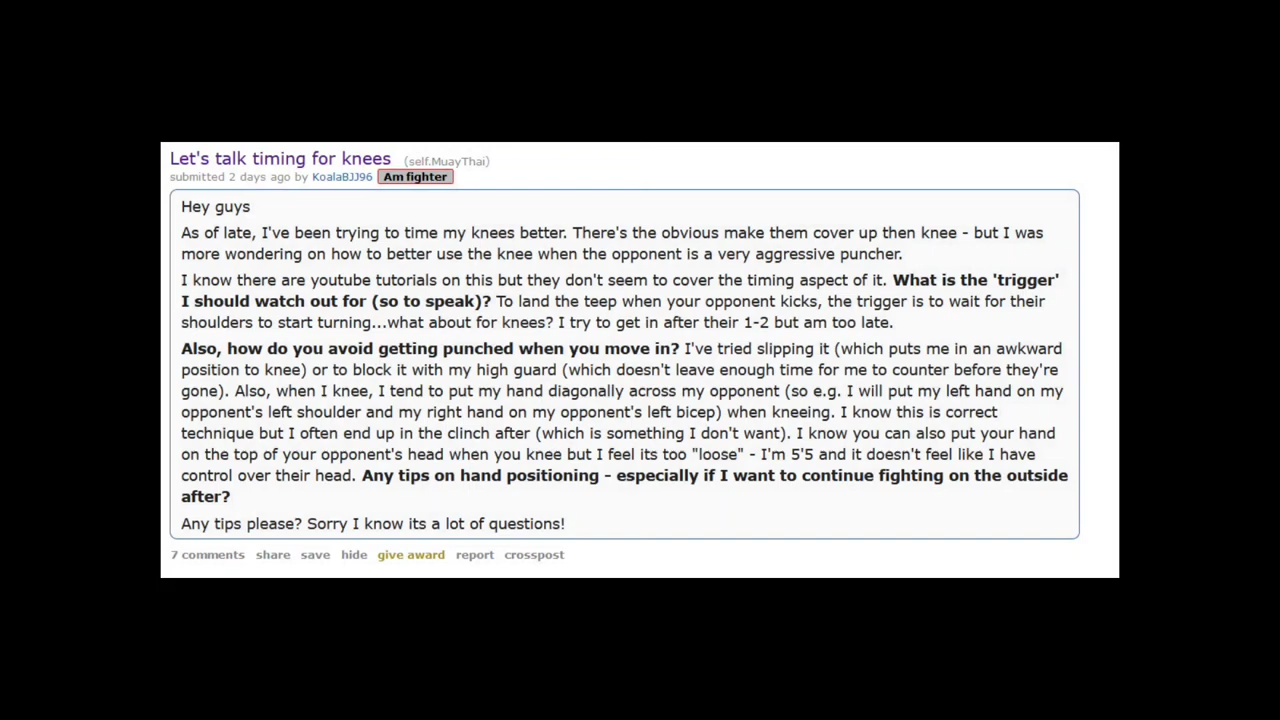 Let's talk timing for knees (self.MuayThai)
submitted 2 days ago by KoalaBJJ96 Am fighter
Hey guys
As of late, I've been trying to time my knees better. There's the obvious make them cover up then knee - but I was
more wondering on how to better use the knee when the opponent is a very aggressive puncher.
I know there are youtube tutorials on this but they don't seem to cover the timing aspect of it. What is the 'trigger'
I should watch out for (so to speak)? To land the teep when your opponent kicks, the trigger is to wait for their
shoulders to start turning...what about for knees? I try to get in after their 1-2 but am too late.
Also, how do you avoid getting punched when you move in? I've tried slipping it (which puts me in an awkward
position to knee) or to block it with my high guard (which doesn't leave enough time for me to counter before they're
gone). Also, when I knee, I tend to put my hand diagonally across my opponent (so e.g. I will put my left hand on my
opponent's left shoulder and my right hand on my opponent's left bicep) when kneeing. I know this is correct
technique but I often end up in the clinch after (which is something I don't want). I know you can also put your hand
on the top of your opponent's head when you knee but I feel its too "loose" - I'm 5'5 and it doesn't feel like I have
control over their head. Any tips on hand positioning - especially if I want to continue fighting on the outside
after?
Any tips please? Sorry I know its a lot of questions!
7 comments share save hide give award report crosspost